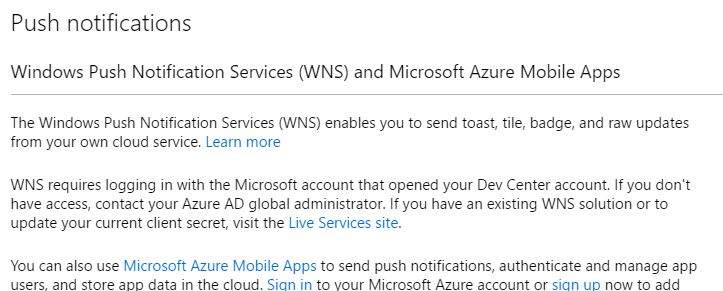 Push notifications
Windows Push Notification Services (WNS) and Microsoft Azure Mobile Apps
The Windows Push Notification Services (WNS) enables you to send toast, tile, badge, and raw updates
from your own cloud service. Learn more
WNS requires logging in with the Microsoft account that opened your Dev Center account. If you don't
have access, contact your Azure AD global administrator. If you have an existing WNS solution or to
update your current client secret, visit the Live Services site.
You can also use Microsoft Azure Mobile Apps to send push notifications, authenticate and manage app
users, and store app data in the cloud. Sign in to your Microsoft Azure account or sign up now to add